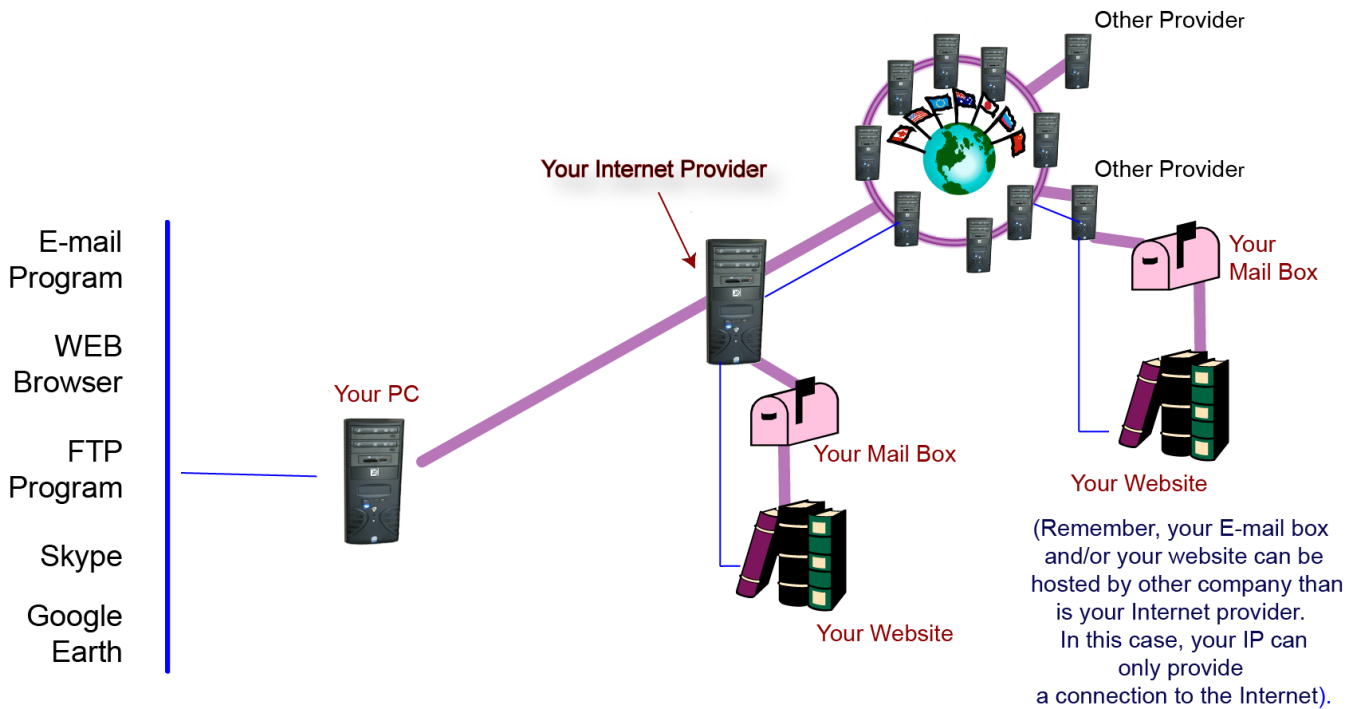 Other Provider
Your Internet Provider
Other Provider
E-mail
Program
WEB
Browser
FTP
Program
Skype
Google
Earth
Your PC
Your Mail Box
Your Website
Your
Mail Box
Your Website
(Remember, your E-mail box
and/or your website can be
hosted by other company than
is your Internet provider.
In this case, your IP can
only provide
a connection to the Internet).